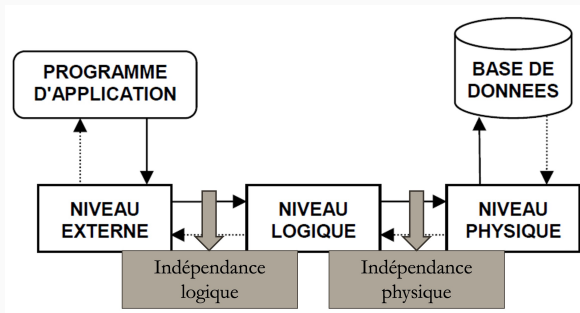 PROGRAMME
D'APPLICATION
BASE DE
DONNEES
NIVEAU
EXTERNE
NIVEAU
LOGIQUE
NIVEAU
PHYSIQUE
Indépendance
logique
Indépendance
physique